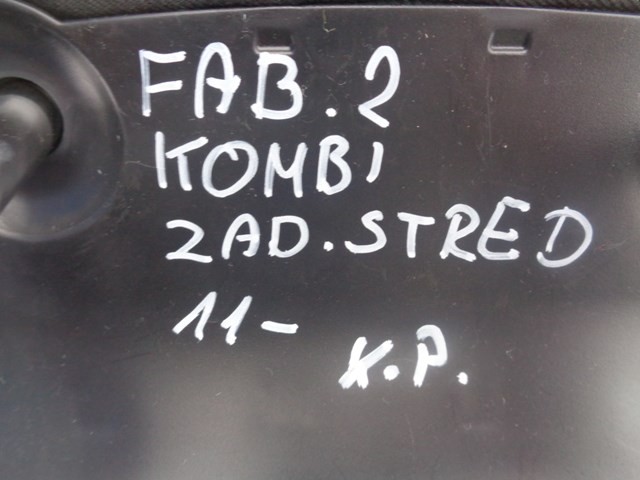 FAB. 2
KOMBI
ZAD. STRED
11-
K.P.